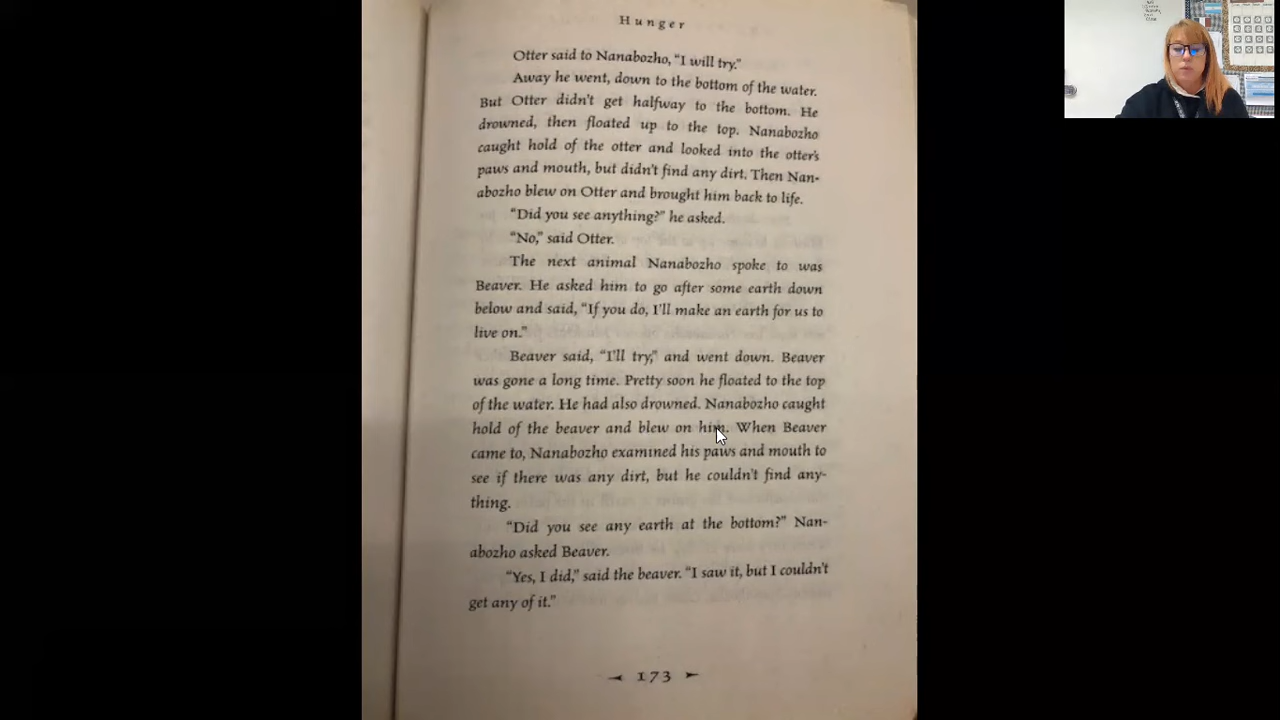 Hunger
Otter said to Nanabozho, “I will try.”
Away he went, down to the bottom of the water.
But Otter didn’t get halfway to the bottom. He
drowned, then floated up to the top. Nanabozho
caught hold of the otter and looked into the otter’s
paws and mouth, but didn’t find any dirt. Then Nan-
abozho blew on Otter and brought him back to life.
“Did you see anything?” he asked.
“No,” said Otter.
The next animal Nanabozho spoke to was
Beaver. He asked him to go after some earth down
below and said, “If you do, I’ll make an earth for us to
live on.”
Beaver said, “I’ll try,” and went down. Beaver
was gone a long time. Pretty soon he floated to the top
of the water. He had also drowned. Nanabozho caught
hold of the beaver and blew on him. When Beaver
came to, Nanabozho examined his paws and mouth to
see if there was any dirt, but he couldn’t find any-
thing.
“Did you see any earth at the bottom?” Nan-
abozho asked Beaver.
“Yes, I did,” said the beaver. “I saw it, but I couldn’t
get any of it.”
173